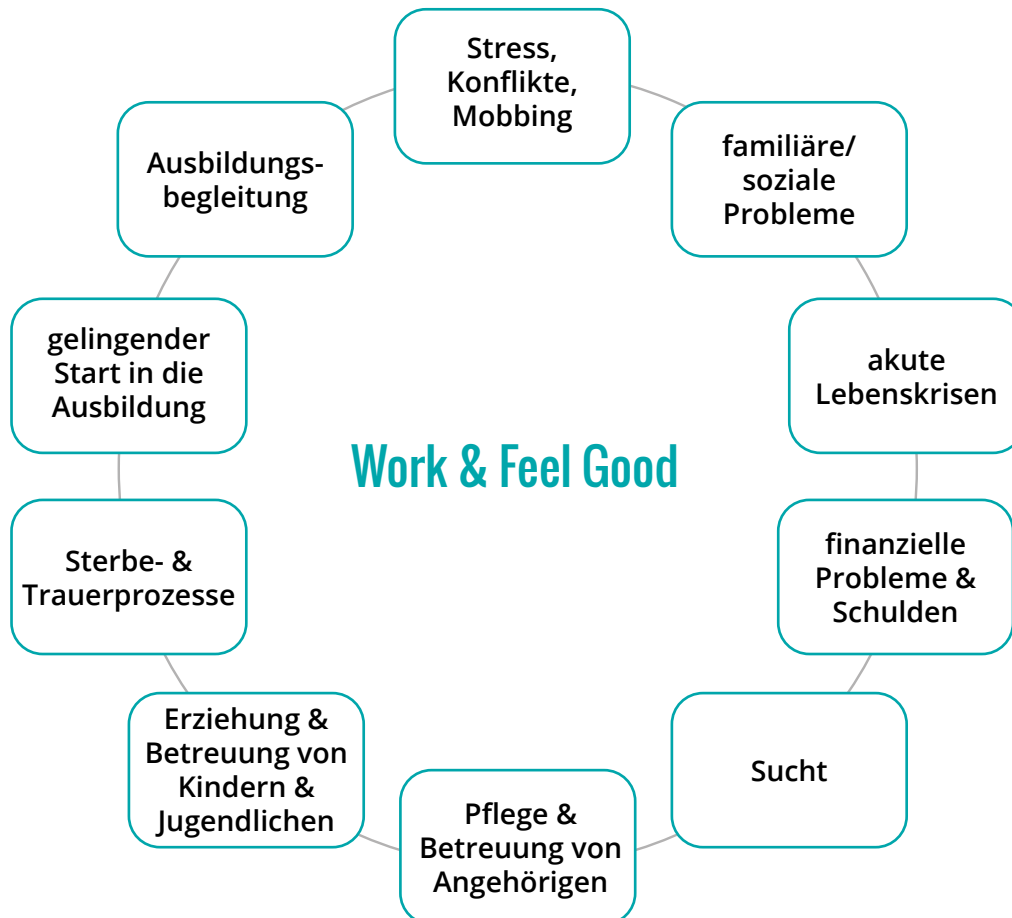 Stress,
Konflikte,
Mobbing
familiäre/
soziale
Probleme
akute
Lebenskrisen
finanzielle
Probleme &
Schulden
Sucht
Pflege &
Betreuung von
Angehörigen
Erziehung &
Betreuung von
Kindern &
Jugendlichen
Sterbe- &
Trauerprozesse
gelingender
Start in die
Ausbildung
Ausbildungs-
begleitung
Work & Feel Good